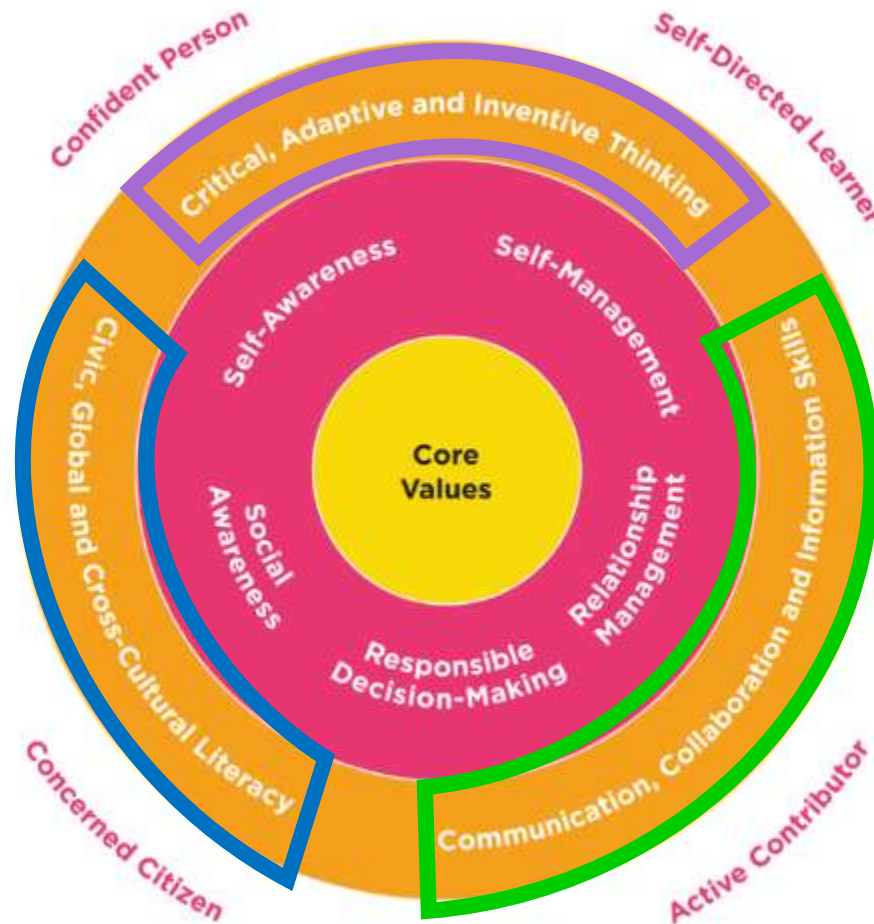 Confident Person
Self-Directed Learner
Critical, Adaptive and Inventive Thinking
Self-Awareness
Self-Management
Civic, Global and Cross-Cultural Literacy
Communication, Collaboration and Information Skills
Core
Values
Social
Awareness
Relationship
Management
Responsible
Decision-Making
Concerned Citizen
Active Contributor